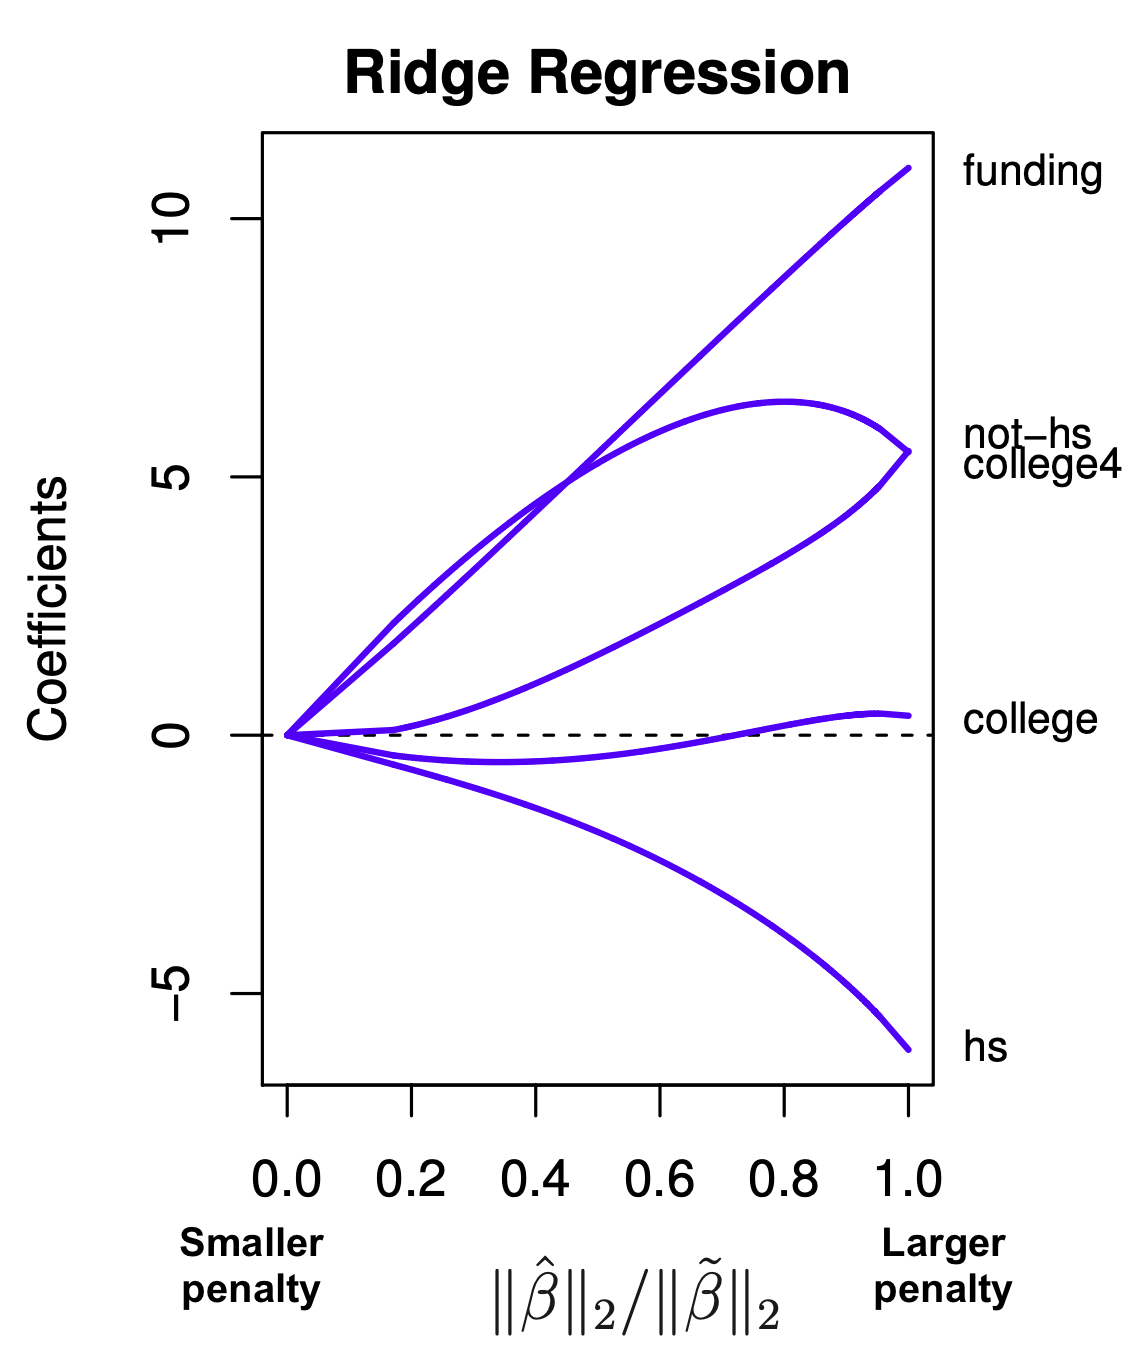 Ridge Regression
Coefficients
10
5
0
−5
funding
not−hs
college4
college
hs
0.0 0.2 0.4 0.6 0.8 1.0
Smaller
penalty
Larger
penalty
‖β̂‖₂/‖β̃‖₂